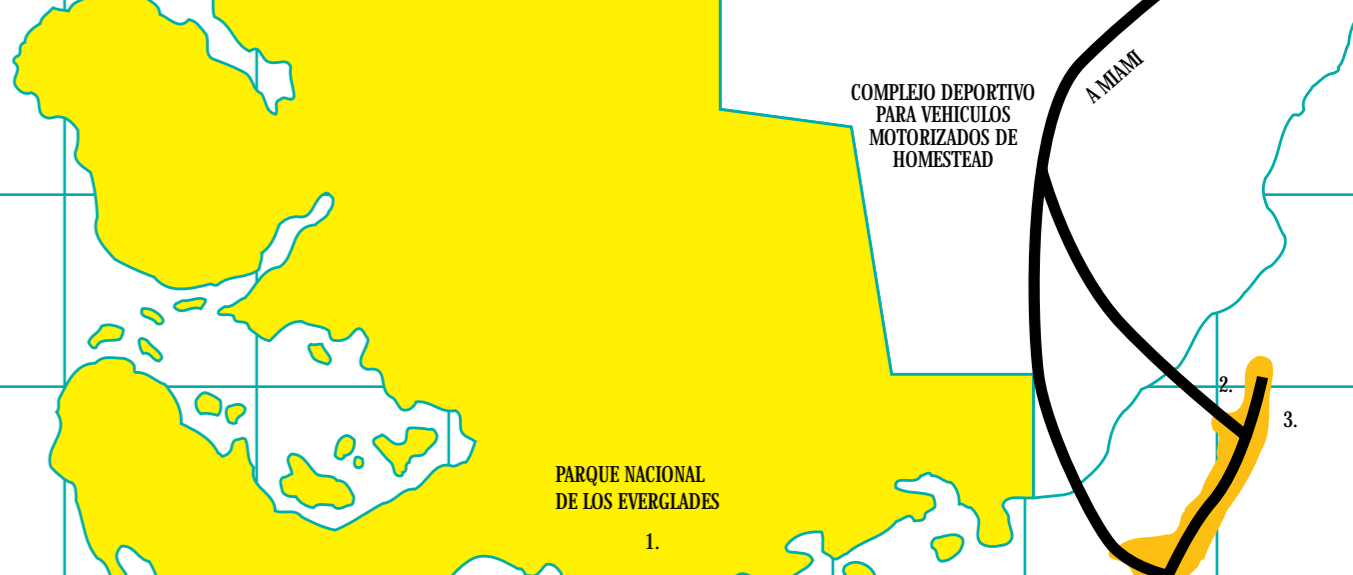 A MIAMI
COMPLEJO DEPORTIVO
PARA VEHICULOS
MOTORIZADOS DE
HOMESTEAD
2.
3.
PARQUE NACIONAL
DE LOS EVERGLADES
1.